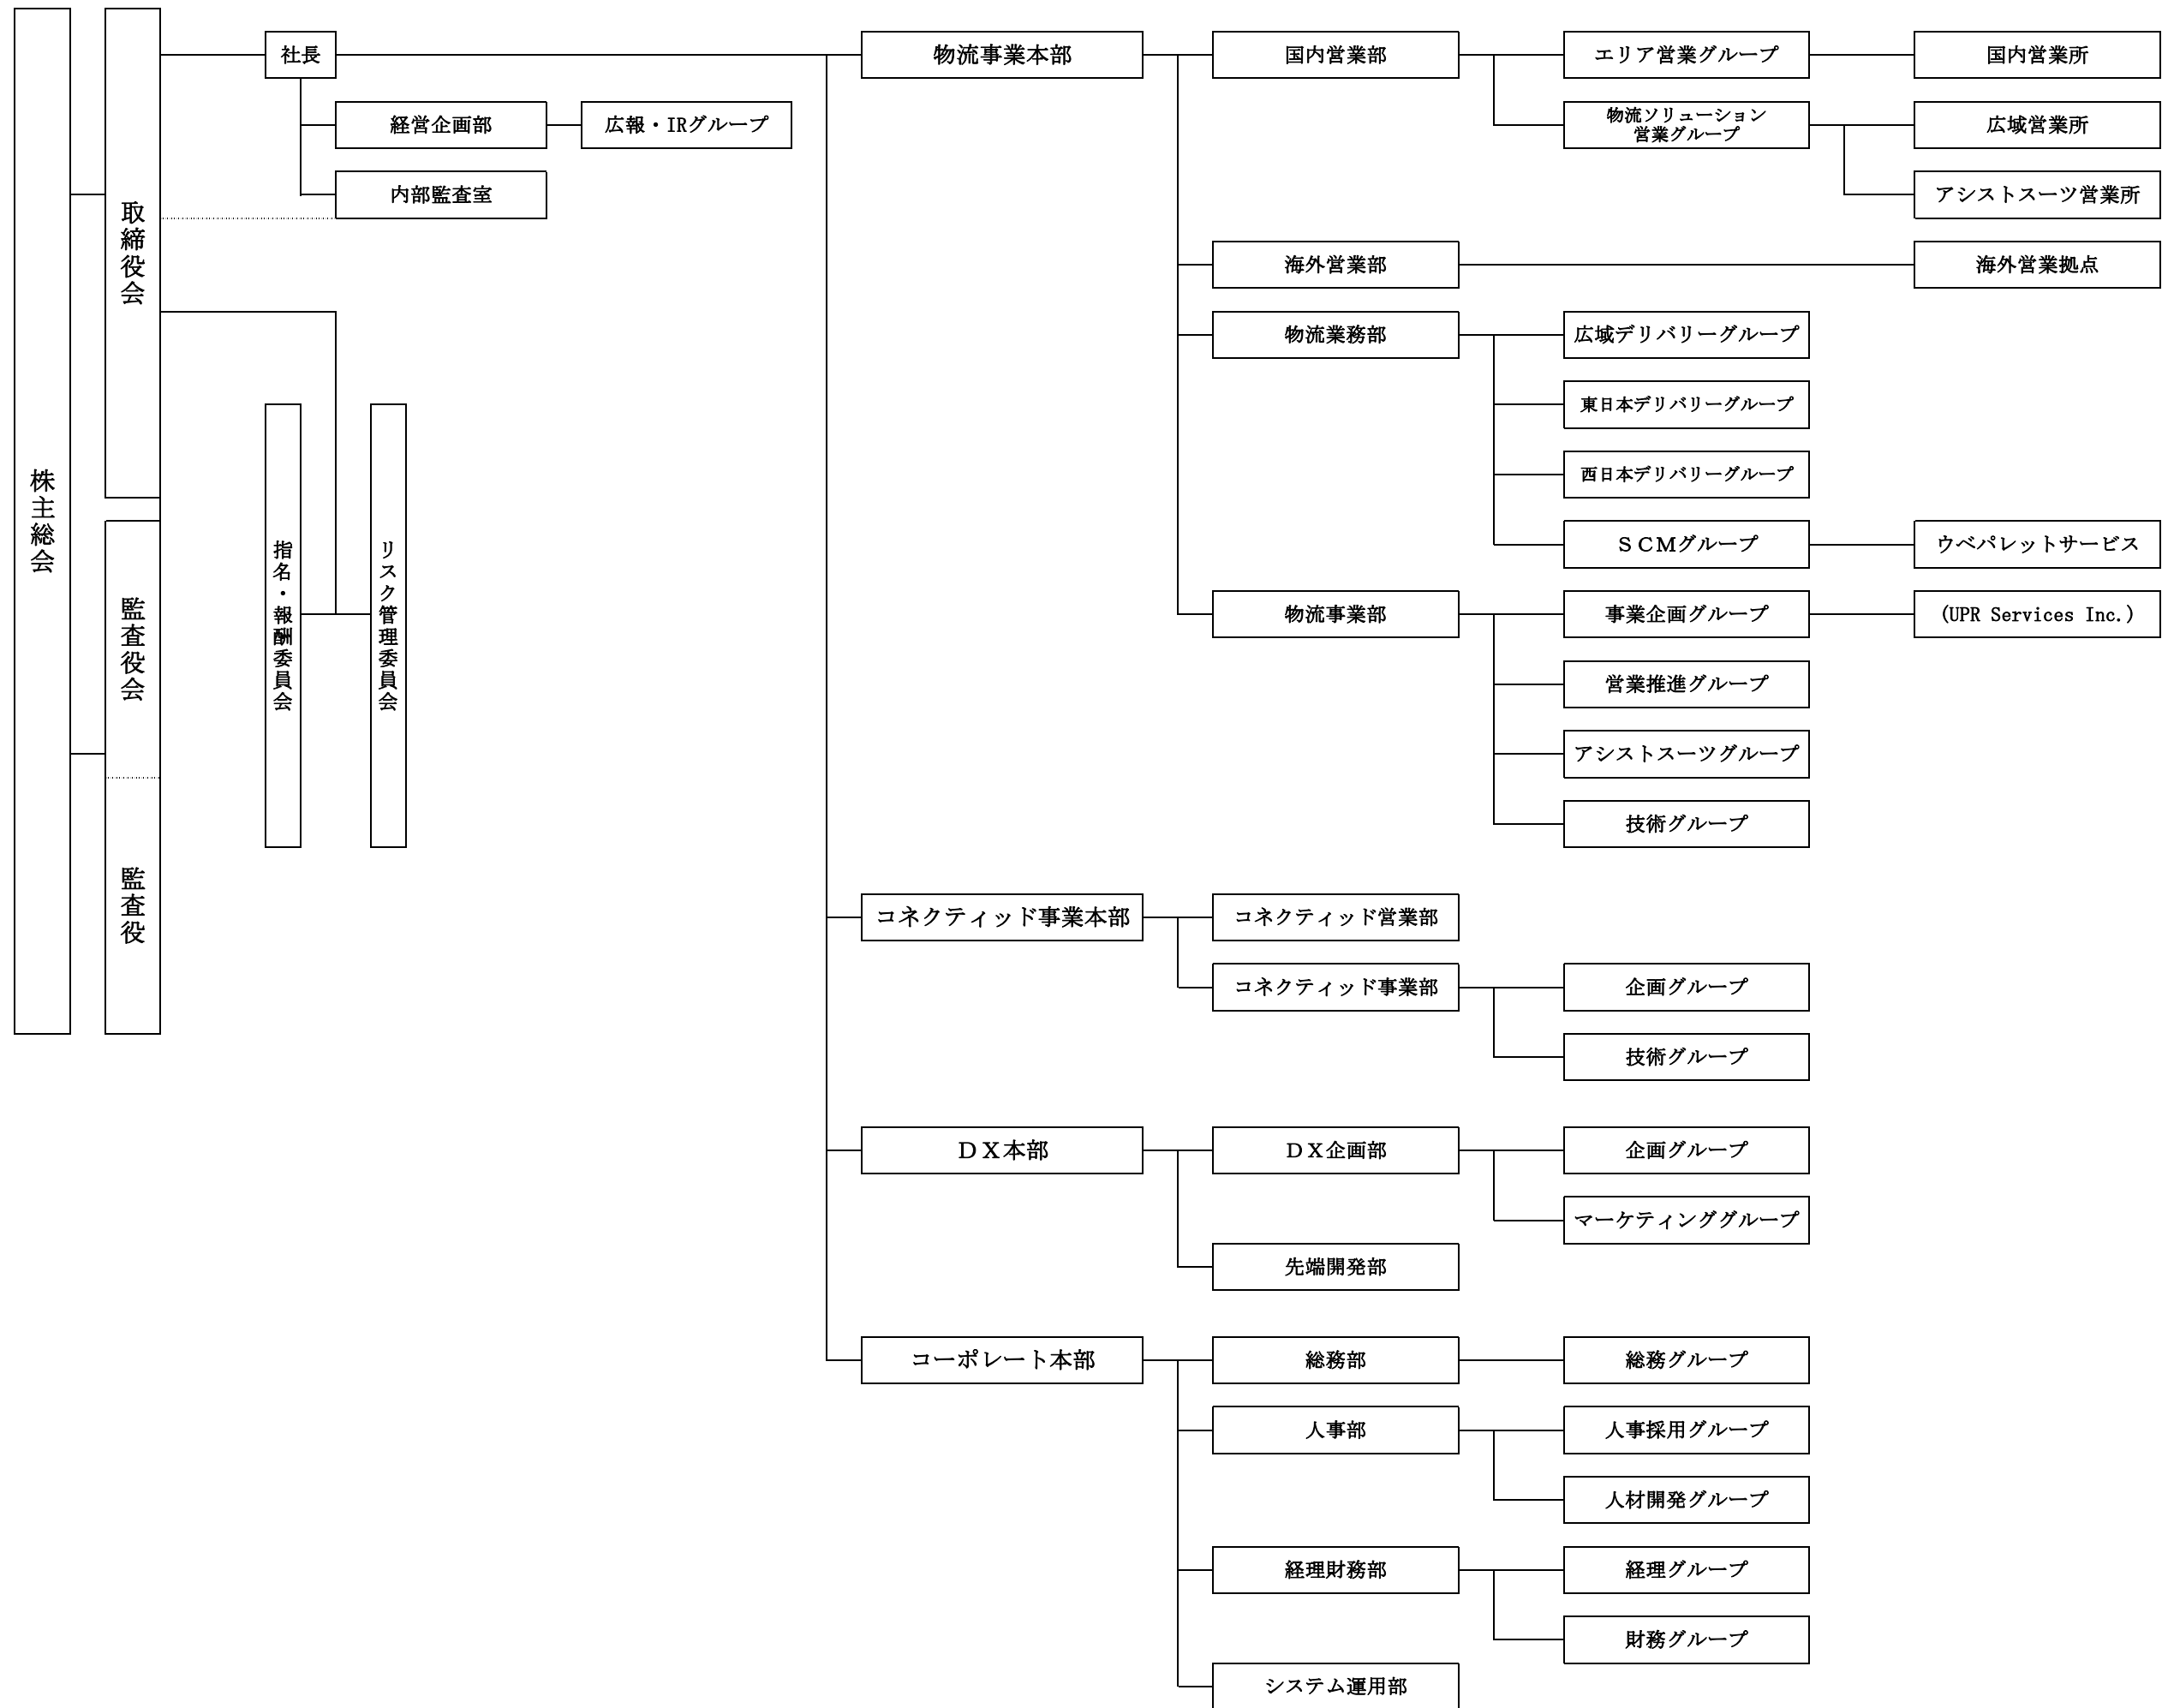 株主総会
取締役会
監査役会
監査役
社長
経営企画部
広報・IRグループ
内部監査室
指名・報酬委員会
リスク管理委員会
物流事業本部
国内営業部
エリア営業グループ
国内営業所
物流ソリューション
営業グループ
広域営業所
アシストスーツ営業所
海外営業部
海外営業拠点
物流業務部
広域デリバリーグループ
東日本デリバリーグループ
西日本デリバリーグループ
ＳＣＭグループ
ウベパレットサービス
物流事業部
事業企画グループ
(UPR Services Inc.)
営業推進グループ
アシストスーツグループ
技術グループ
コネクティッド事業本部
コネクティッド営業部
コネクティッド事業部
企画グループ
技術グループ
ＤＸ本部
ＤＸ企画部
企画グループ
マーケティンググループ
先端開発部
コーポレート本部
総務部
総務グループ
人事部
人事採用グループ
人材開発グループ
経理財務部
経理グループ
財務グループ
システム運用部